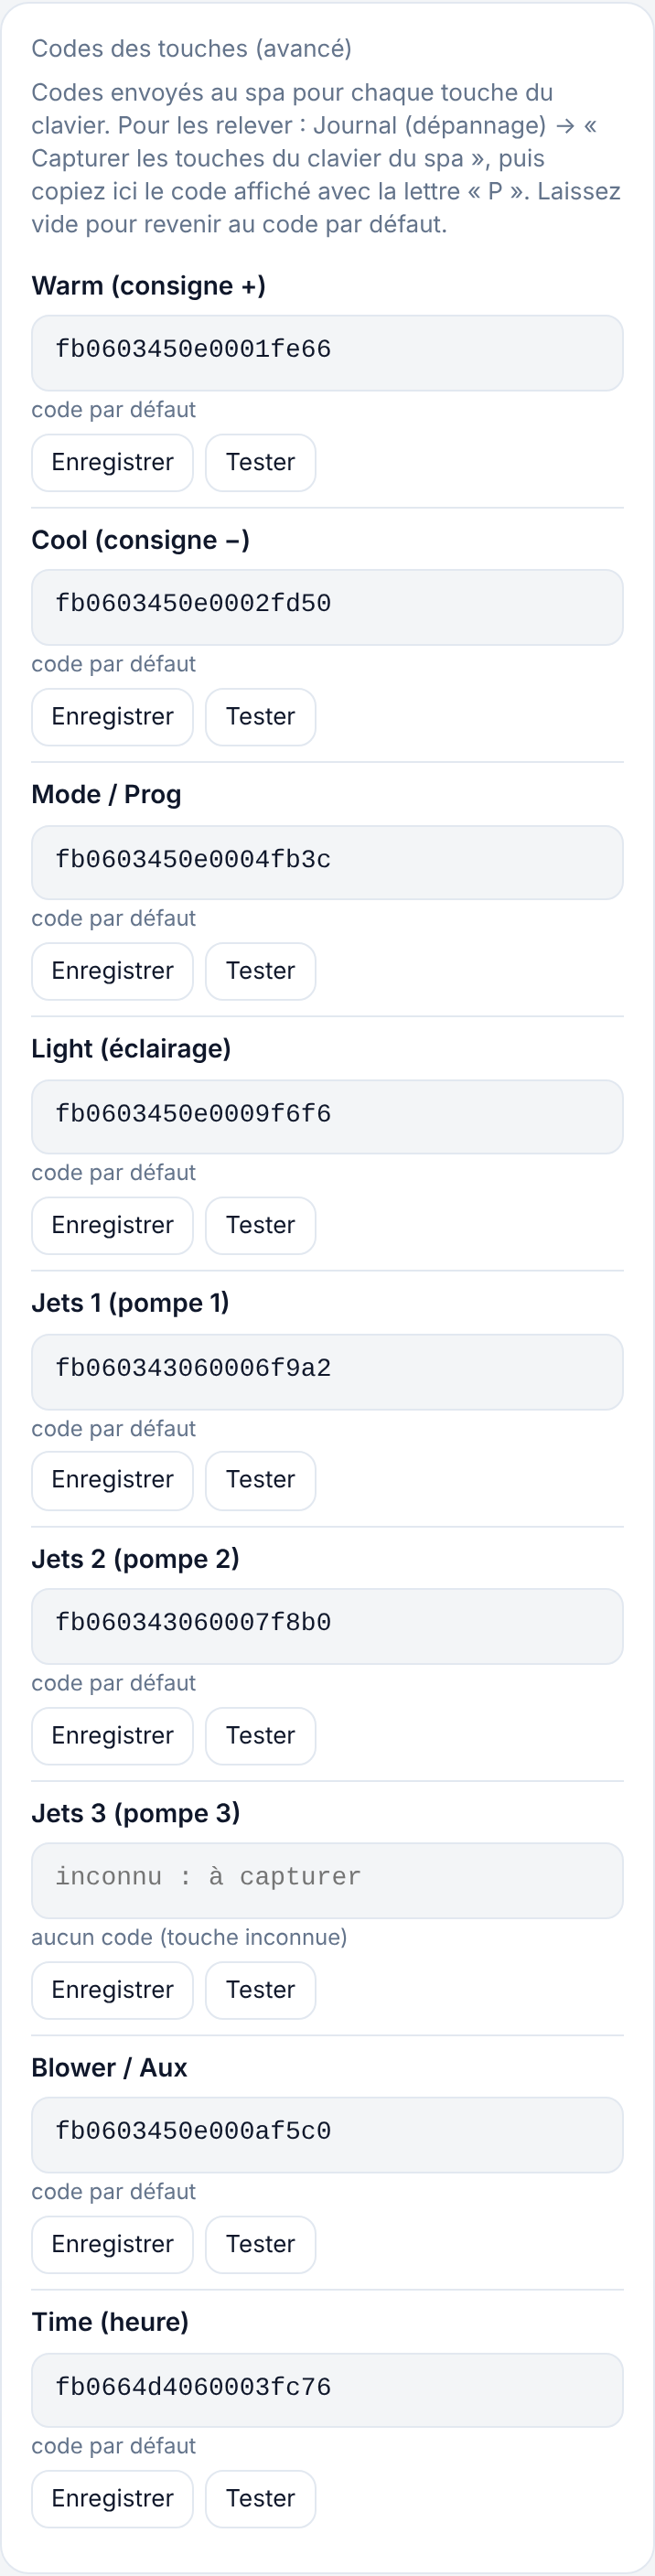 Codes des touches (avancé)
Codes envoyés au spa pour chaque touche du
clavier. Pour les relever : Journal (dépannage) → «
Capturer les touches du clavier du spa », puis
copiez ici le code affiché avec la lettre « P ». Laissez
vide pour revenir au code par défaut.
Warm (consigne +)
fb0603450e0001fe66
code par défaut
Enregistrer Tester
Cool (consigne −)
fb0603450e0002fd50
code par défaut
Enregistrer Tester
Mode / Prog
fb0603450e0004fb3c
code par défaut
Enregistrer Tester
Light (éclairage)
fb0603450e0009f6f6
code par défaut
Enregistrer Tester
Jets 1 (pompe 1)
fb060343060006f9a2
code par défaut
Enregistrer Tester
Jets 2 (pompe 2)
fb060343060007f8b0
code par défaut
Enregistrer Tester
Jets 3 (pompe 3)
inconnu : à capturer
aucun code (touche inconnue)
Enregistrer Tester
Blower / Aux
fb0603450e000af5c0
code par défaut
Enregistrer Tester
Time (heure)
fb0664d4060003fc76
code par défaut
Enregistrer Tester